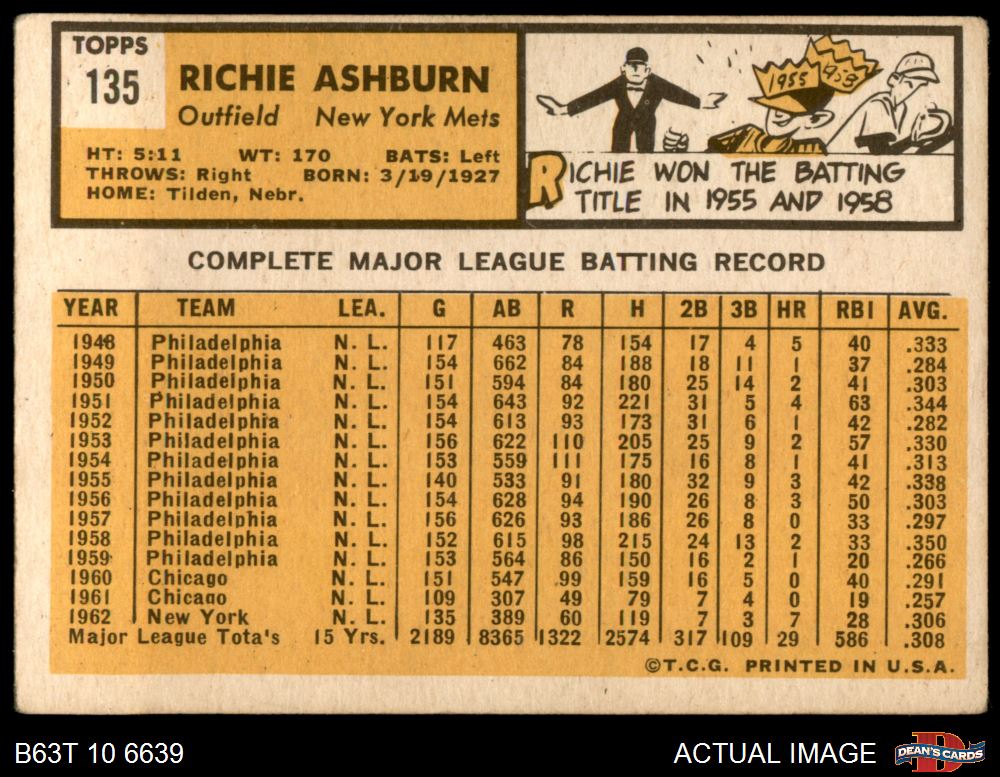 TOPPS
135
RICHIE ASHBURN
Outfield New York Mets
HT: 5:11 WT: 170 BATS: Left
THROWS: Right BORN: 3/19/1927
HOME: Tilden, Nebr.
1955 1958
RICHIE WON THE BATTING
TITLE IN 1955 AND 1958
COMPLETE MAJOR LEAGUE BATTING RECORD
YEAR TEAM LEA. G AB R H 2B 3B HR RBI AVG.
1948 Philadelphia N. L. 117 463 78 154 17 4 5 40 .333
1949 Philadelphia N. L. 154 662 84 188 18 11 1 37 .284
1950 Philadelphia N. L. 151 594 84 180 25 14 2 41 .303
1951 Philadelphia N. L. 154 643 92 221 31 5 4 63 .344
1952 Philadelphia N. L. 154 613 93 173 31 6 1 42 .282
1953 Philadelphia N. L. 156 622 110 205 25 9 2 57 .330
1954 Philadelphia N. L. 153 559 111 175 16 8 1 41 .313
1955 Philadelphia N. L. 140 533 91 180 32 9 3 42 .338
1956 Philadelphia N. L. 154 628 94 190 26 8 3 50 .303
1957 Philadelphia N. L. 156 626 93 186 26 8 0 33 .297
1958 Philadelphia N. L. 152 615 98 215 24 13 2 33 .350
1959 Philadelphia N. L. 153 564 86 150 16 2 1 20 .266
1960 Chicago N. L. 151 547 99 159 16 5 0 40 .291
1961 Chicago N. L. 109 307 49 79 7 4 0 19 .257
1962 New York N. L. 135 389 60 119 7 3 7 28 .306
Major League Tota's 15 Yrs. 2189 8365 1322 2574 317 109 29 586 .308
©T.C.G. PRINTED IN U.S.A.
B63T 10 6639 ACTUAL IMAGE
D
DEAN'S CARDS